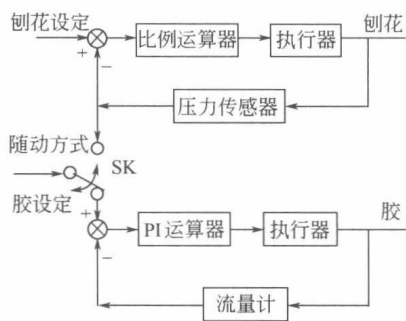 刨花设定
比例运算器
执行器
刨花
+
−
压力传感器
随动方式
SK
胶设定
+
PI运算器
执行器
胶
−
流量计